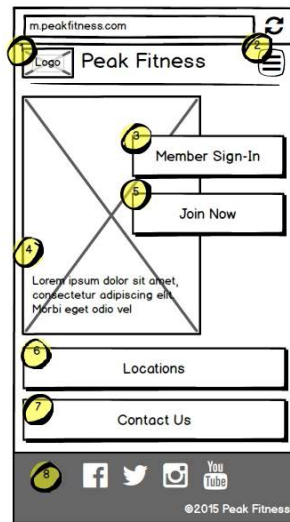 m.peakfitness.com
1
2
Logo
Peak Fitness
3
Member Sign-In
5
Join Now
4
Lorem ipsum dolor sit amet,
consectetur adipiscing elit.
Morbi eget odio vel
6
Locations
7
Contact Us
8
You
Tube
©2015 Peak Fitness